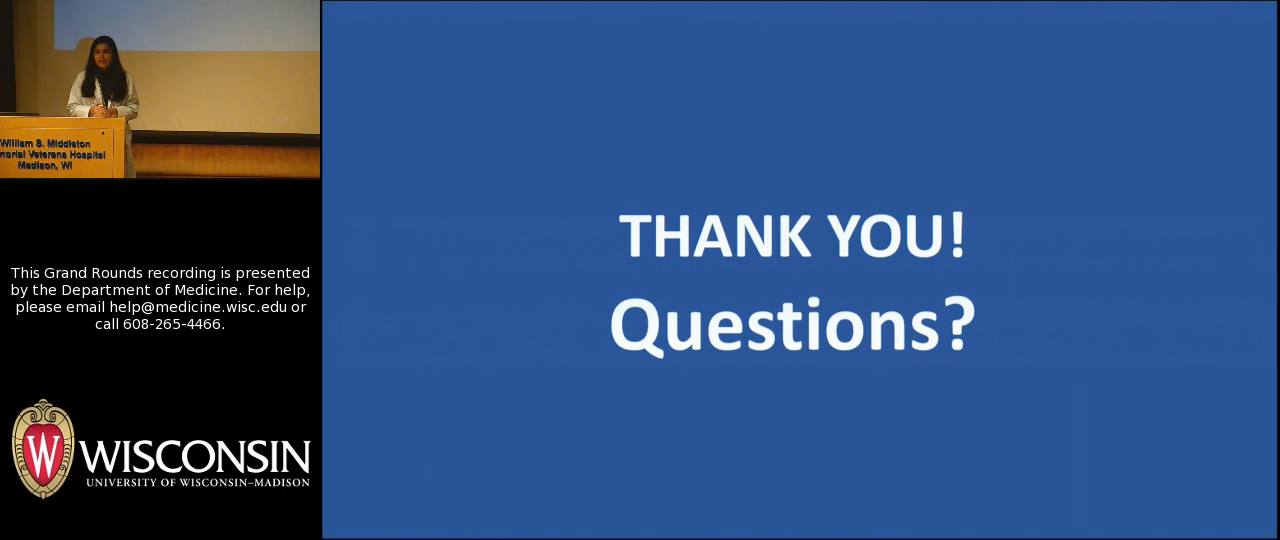 William S. Middleton
morial Veterans Hospital
Madison, WI
This Grand Rounds recording is presented
by the Department of Medicine. For help,
please email help@medicine.wisc.edu or
call 608-265-4466.
W WISCONSIN
UNIVERSITY OF WISCONSIN–MADISON
THANK YOU!
Questions?